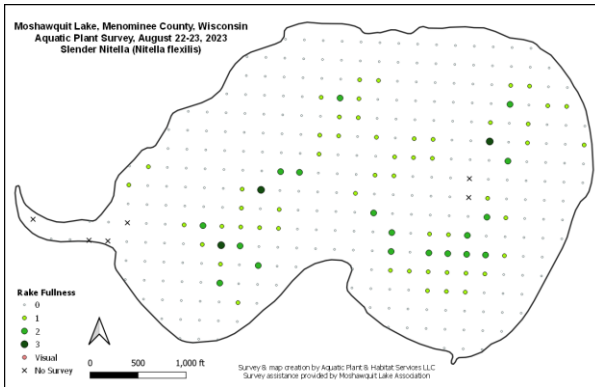 Moshawquit Lake, Menominee County, Wisconsin
Aquatic Plant Survey, August 22-23, 2023
Slender Nitella (Nitella flexilis)
Rake Fullness
0
1
2
3
Visual
No Survey
0 500 1,000 ft
Survey & map creation by Aquatic Plant & Habitat Services LLC
Survey assistance provided by Moshawquit Lake Association